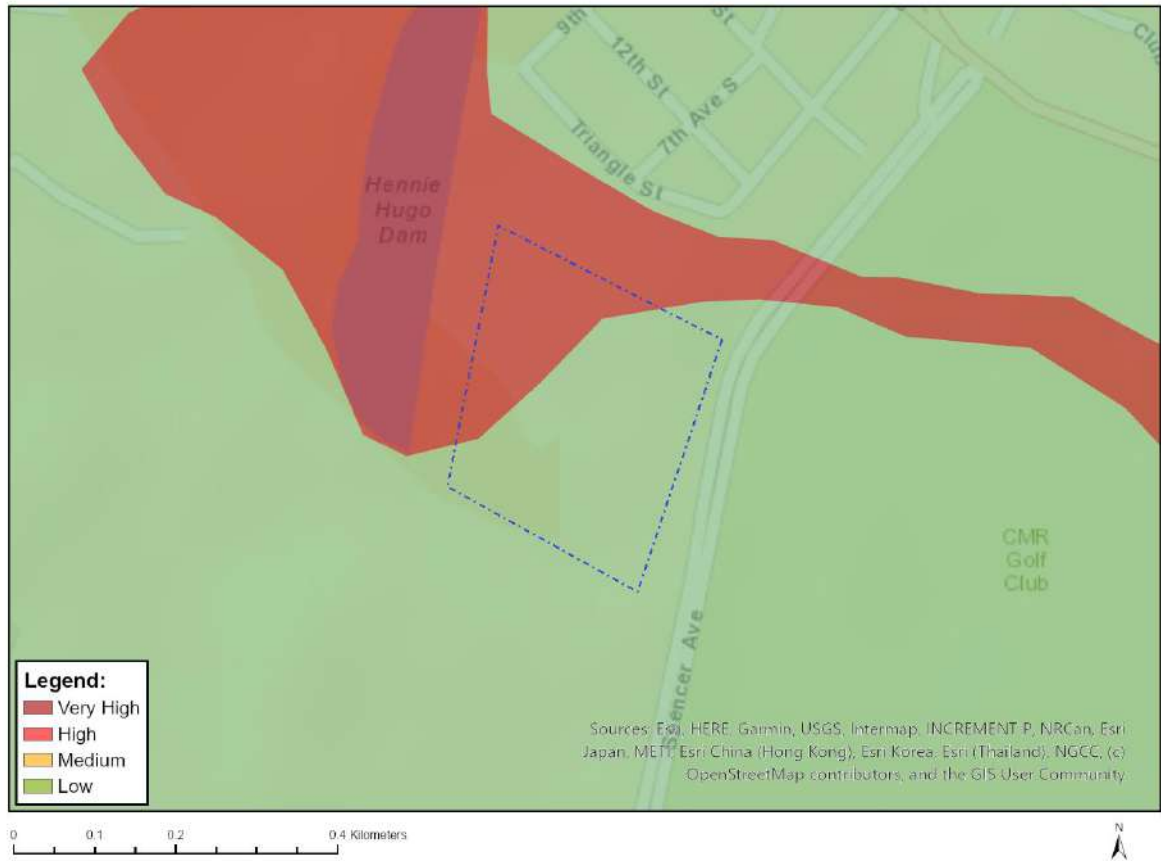 9th
12th St
St
7th Ave S
Triangle St
Hennie
Hugo
Dam
CMR
Golf
Club
Spencer Ave
Legend:
Very High
High
Medium
Low
Sources: Esri, HERE, Garmin, USGS, Intermap, INCREMENT P, NRCan, Esri
Japan, METI, Esri China (Hong Kong), Esri Korea, Esri (Thailand), NGCC, (c)
OpenStreetMap contributors, and the GIS User Community
0 0.1 0.2 0.4 Kilometers
N